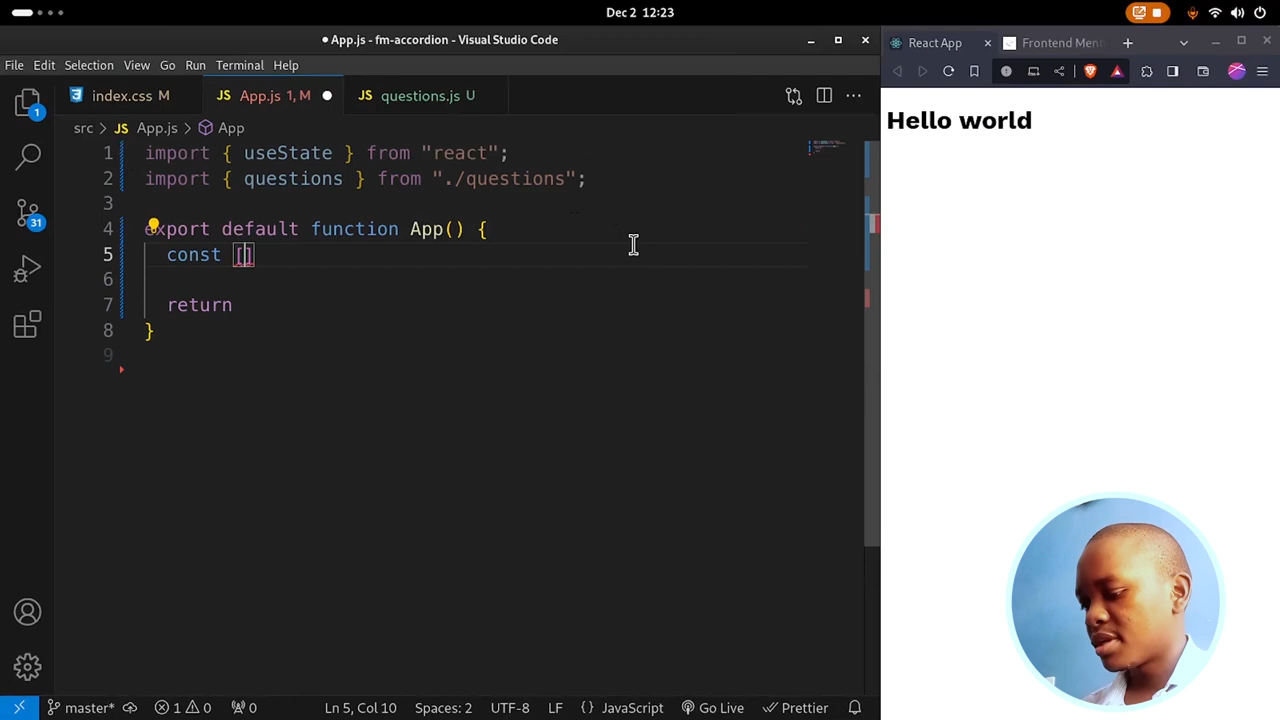 Dec 2 12:23
App.js - fm-accordion - Visual Studio Code
File Edit Selection View Go Run Terminal Help
index.css M
JS App.js 1, M
JS questions.js U
src > JS App.js > App
1 import { useState } from "react";
2 import { questions } from "./questions";
3
4 export default function App() {
5 const []
6
7 return
8 }
9
1
31
master* 1 0 0 Ln 5, Col 10 Spaces: 2 UTF-8 LF {} JavaScript Go Live Prettier
React App
Frontend Men
Hello world